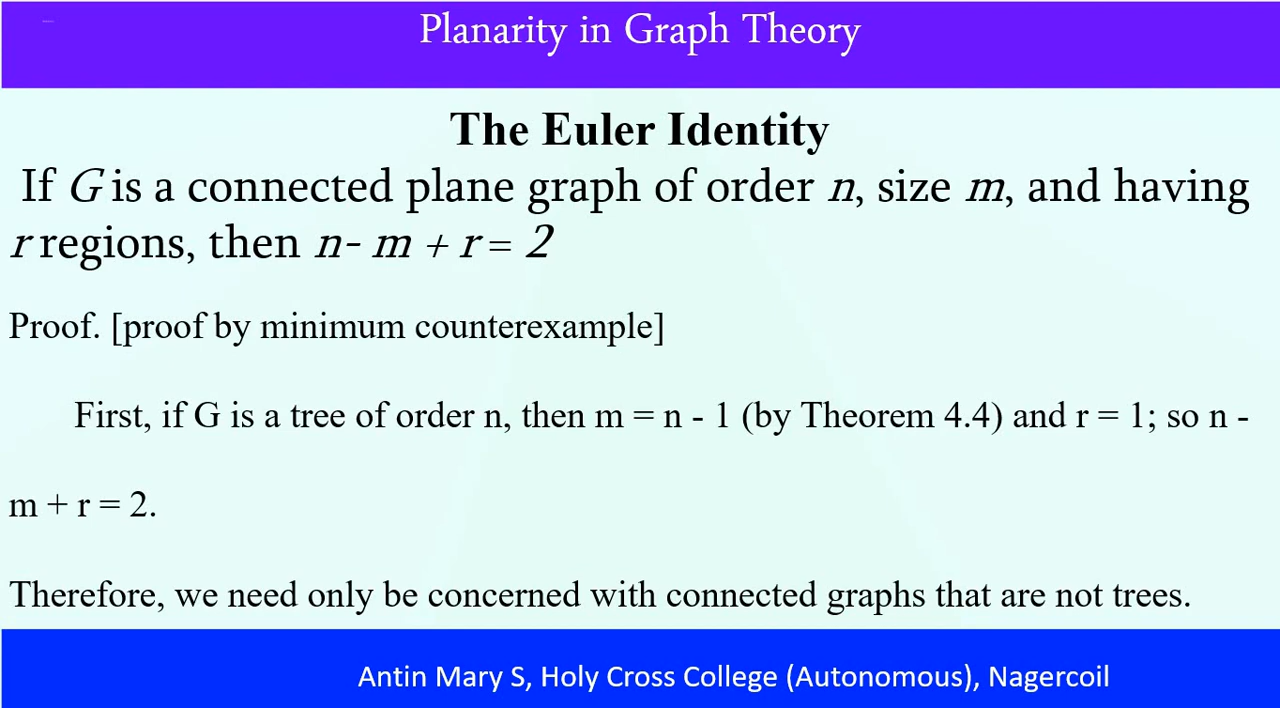 Planarity in Graph Theory
The Euler Identity
If G is a connected plane graph of order n, size m, and having
r regions, then n- m + r = 2
Proof. [proof by minimum counterexample]
First, if G is a tree of order n, then m = n - 1 (by Theorem 4.4) and r = 1; so n -
m + r = 2.
Therefore, we need only be concerned with connected graphs that are not trees.
Antin Mary S, Holy Cross College (Autonomous), Nagercoil